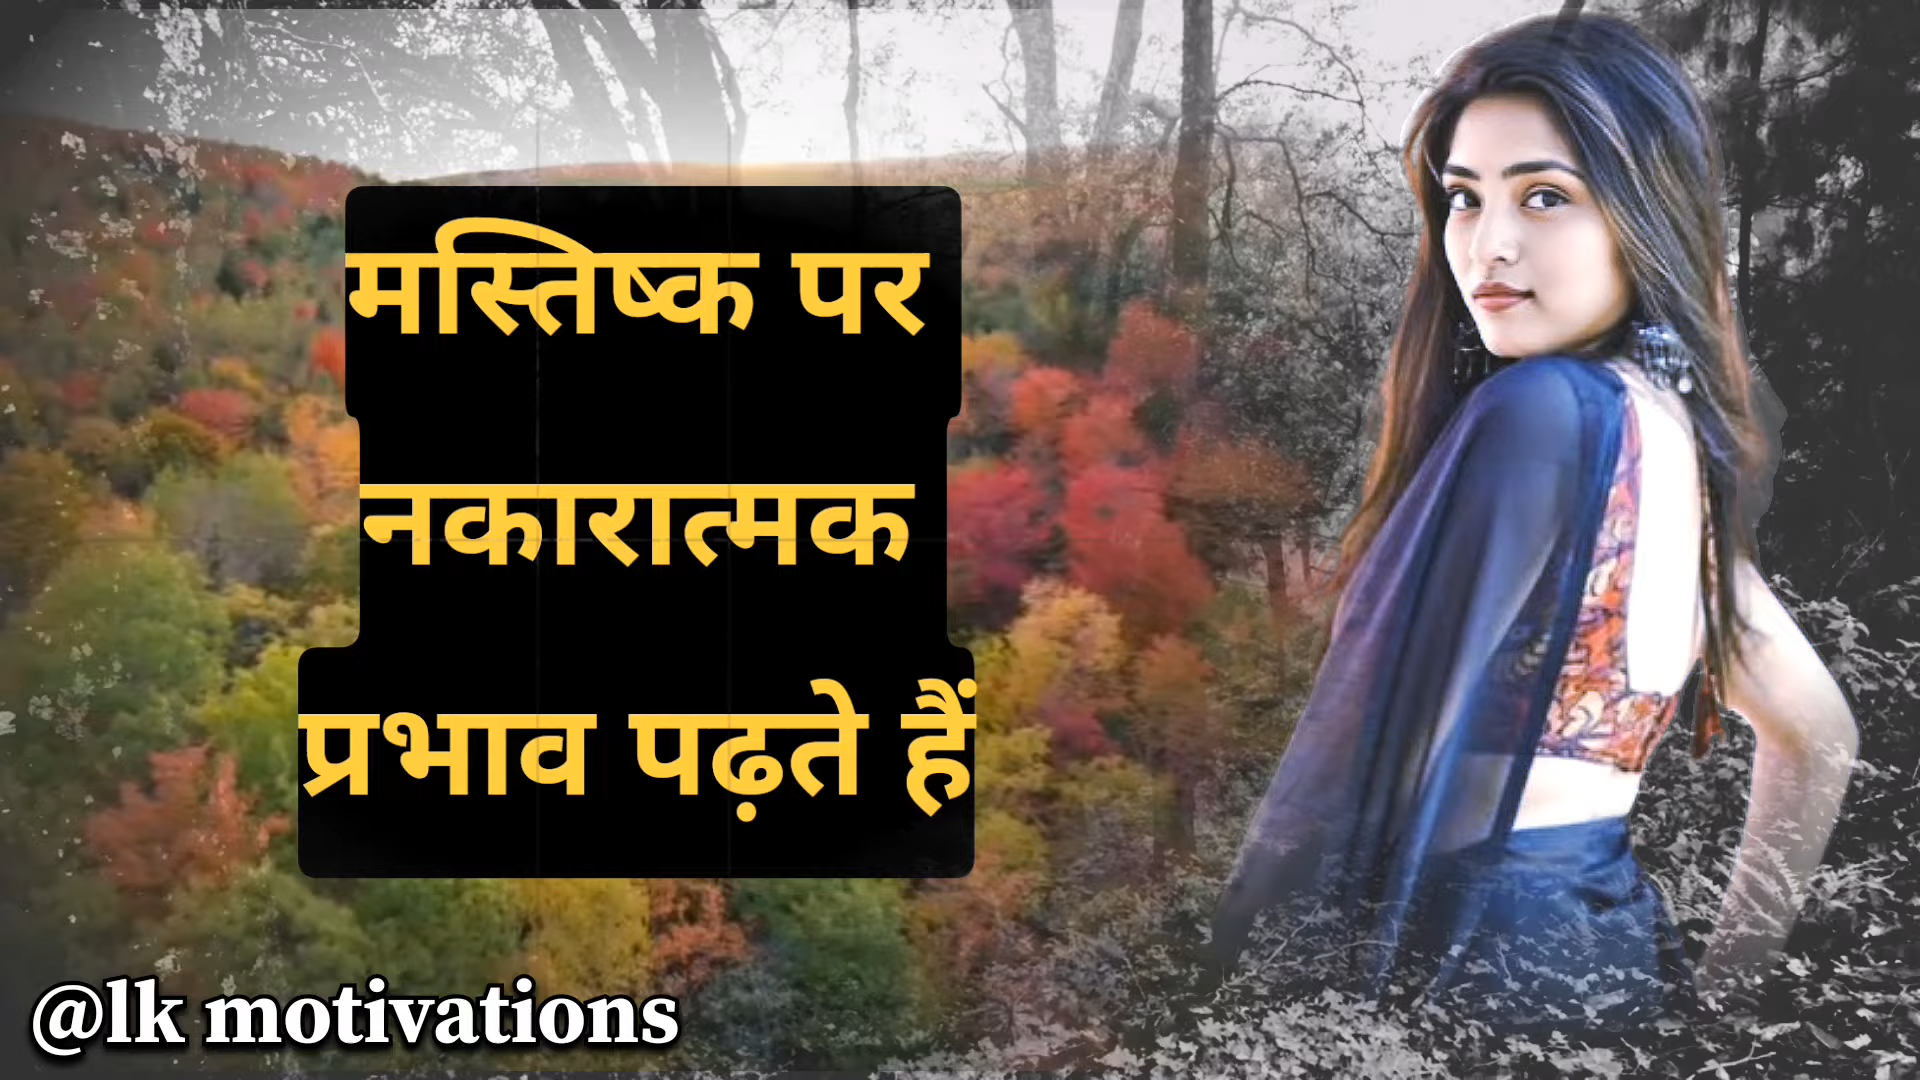 मस्तिष्क पर
नकारात्मक
प्रभाव पढ़ते हैं
@lk motivations